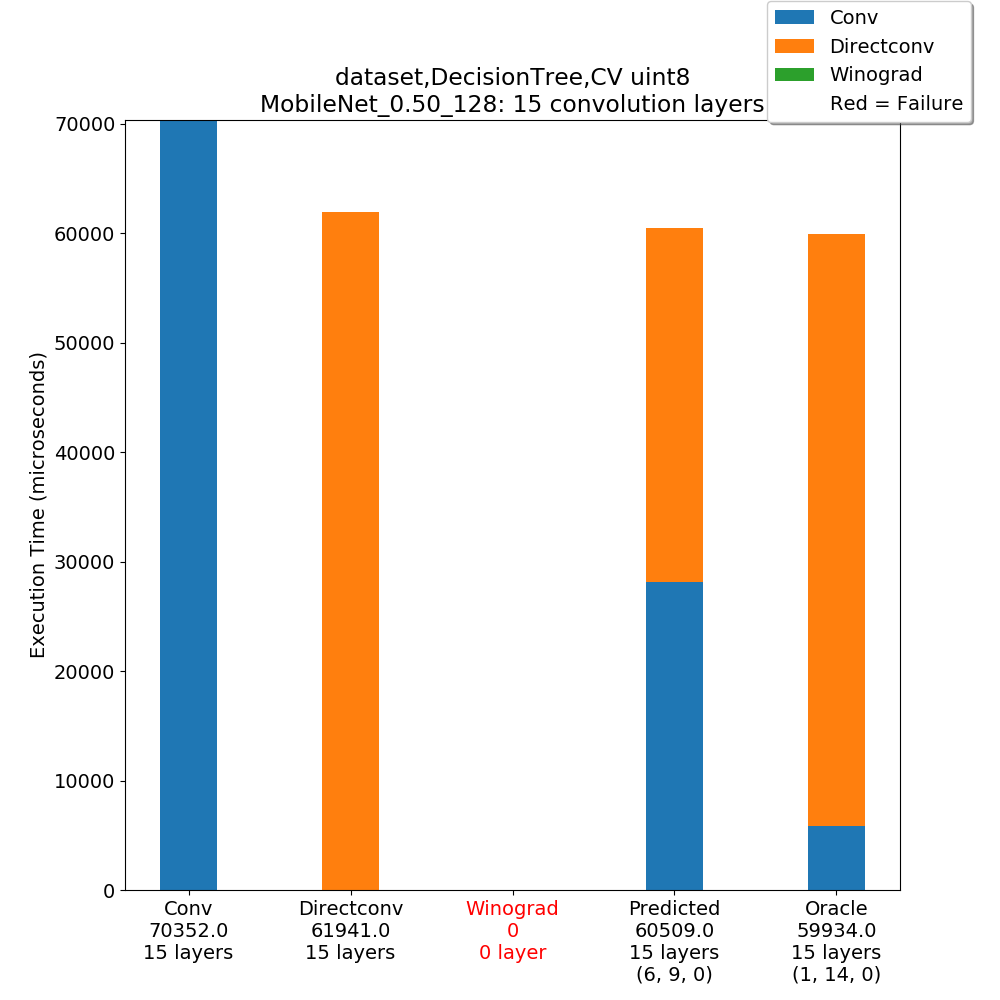 Conv
Directconv
Winograd
Red = Failure
dataset,DecisionTree,CV uint8
MobileNet_0.50_128: 15 convolution layers
Execution Time (microseconds)
70000
60000
50000
40000
30000
20000
10000
0
Conv
70352.0
15 layers
Directconv
61941.0
15 layers
Winograd
0
0 layer
Predicted
60509.0
15 layers
(6, 9, 0)
Oracle
59934.0
15 layers
(1, 14, 0)